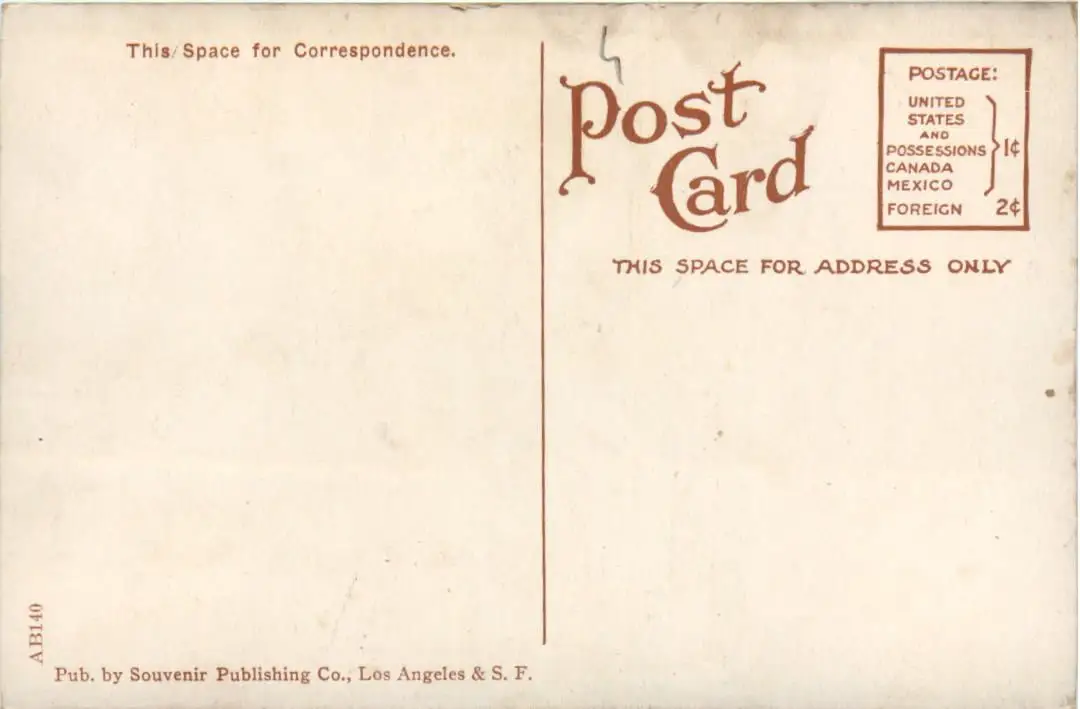 This Space for Correspondence.
Post
Card
POSTAGE:
UNITED
STATES
AND
POSSESSIONS
CANADA
MEXICO
1¢
FOREIGN 2¢
THIS SPACE FOR ADDRESS ONLY
AB140
Pub. by Souvenir Publishing Co., Los Angeles & S. F.